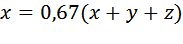 x = 0,67(x + y + z)